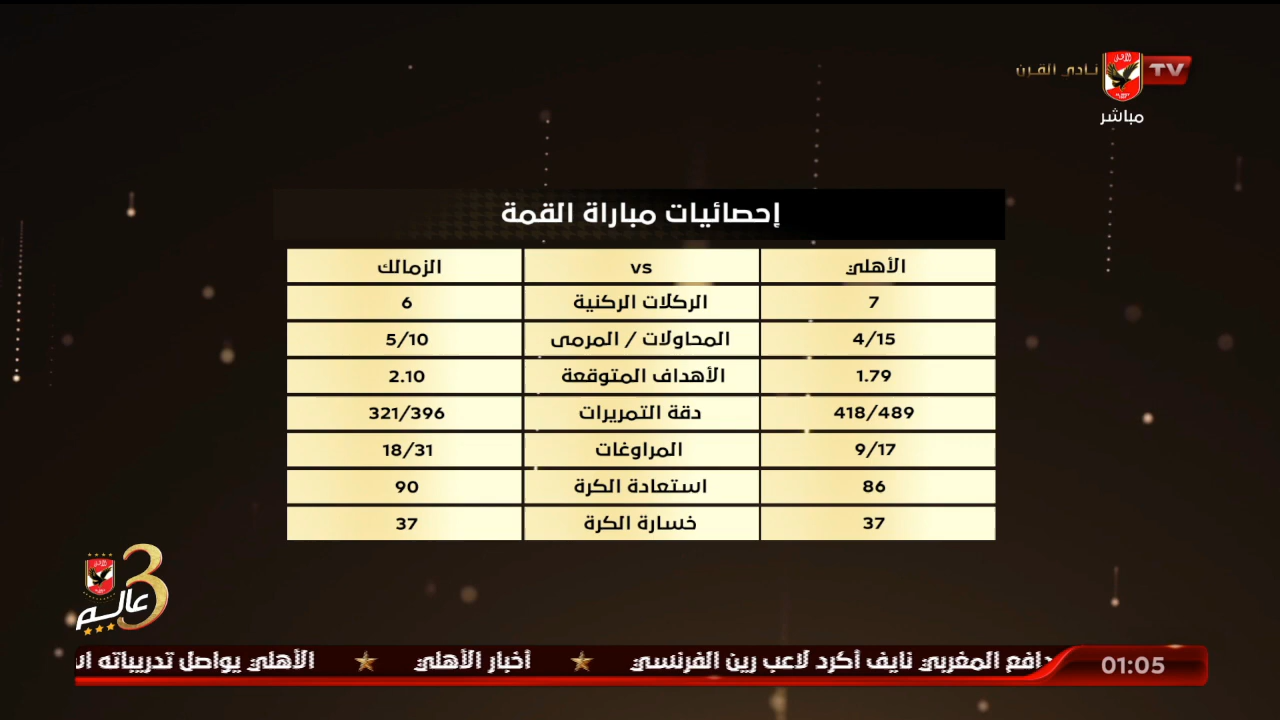 نادي القرن
TV
مباشر
إحصائيات مباراة القمة
الأهلي vs الزمالك
7 الركلات الركنية 6
4/15 المحاولات / المرمى 5/10
1.79 الأهداف المتوقعة 2.10
418/489 دقة التمريرات 321/396
9/17 المراوغات 18/31
86 استعادة الكرة 90
37 خسارة الكرة 37
3 عالم
01:05
المغربي نايف أكرد لاعب رين الفرنسي ★ أخبار الأهلي ★ الأهلي يواصل تدريباته